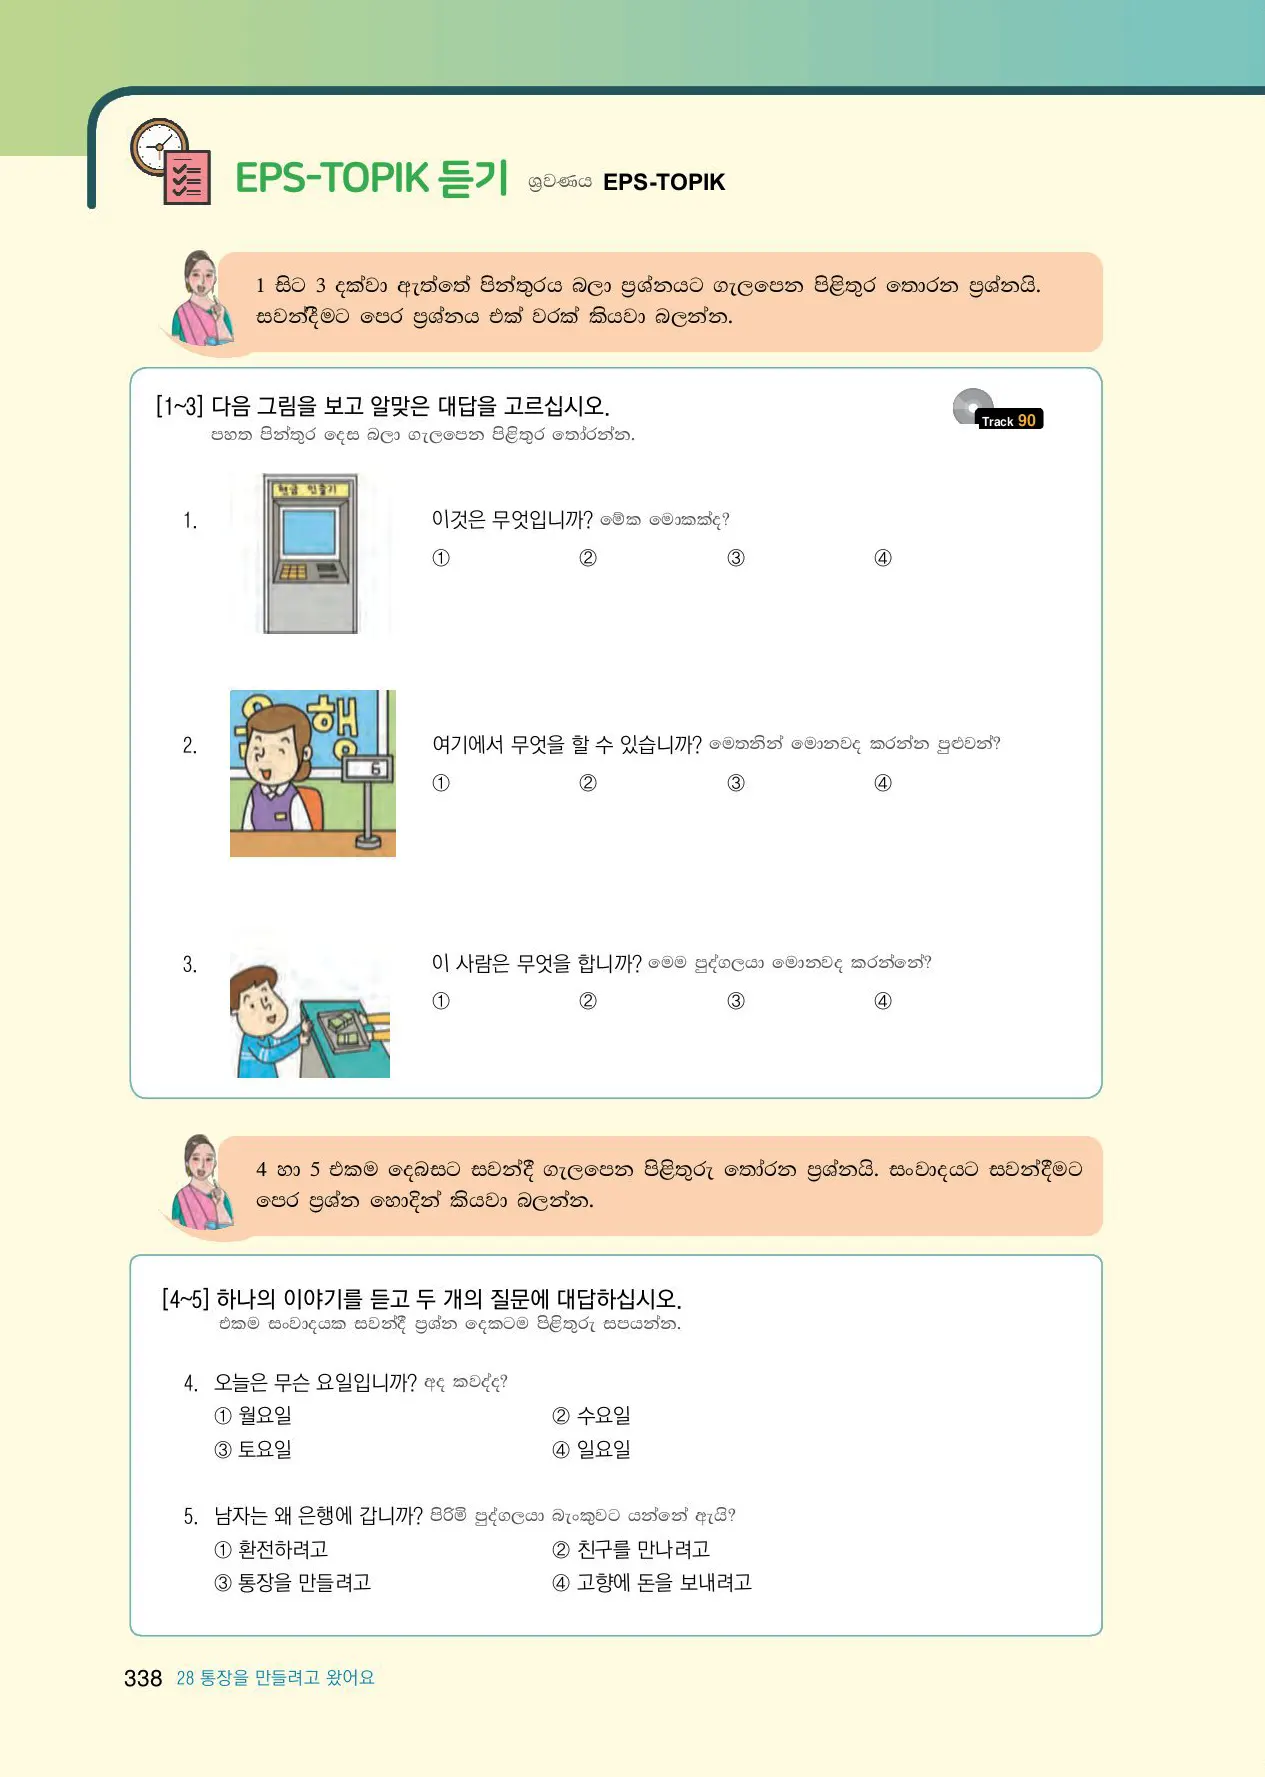 EPS-TOPIK 듣기 ශ්‍රවණය EPS-TOPIK
1 සිට 3 දක්වා ඇත්තේ පින්තුරය බලා ප්‍රශ්නයට ගැලපෙන පිළිතුර තොරන ප්‍රශ්නයි.
සවන්දීමට පෙර ප්‍රශ්නය එක් වරක් කියවා බලන්න.
[1~3] 다음 그림을 보고 알맞은 대답을 고르십시오.
Track 90
පහත පින්තුර දෙස බලා ගැලපෙන පිළිතුර තෝරන්න.
현금 인출기
1. 이것은 무엇입니까? මේක මොකක්ද?
① ② ③ ④
은행
6
2. 여기에서 무엇을 할 수 있습니까? මෙතනින් මොනවද කරන්න පුළුවන්?
① ② ③ ④
3. 이 사람은 무엇을 합니까? මෙම පුද්ගලයා මොනවද කරන්නේ?
① ② ③ ④
4 හා 5 එකම දෙබසට සවන්දී ගැලපෙන පිළිතුරු තෝරන ප්‍රශ්නයි. සංවාදයට සවන්දීමට
පෙර ප්‍රශ්න හොදින් කියවා බලන්න.
[4~5] 하나의 이야기를 듣고 두 개의 질문에 대답하십시오.
එකම සංවාදයක සවන්දී ප්‍රශ්න දෙකටම පිළිතුරු සපයන්න.
4. 오늘은 무슨 요일입니까? අද කවද්ද?
① 월요일 ② 수요일
③ 토요일 ④ 일요일
5. 남자는 왜 은행에 갑니까? පිරිමි පුද්ගලයා බැංකුවට යන්නේ ඇයි?
① 환전하려고 ② 친구를 만나려고
③ 통장을 만들려고 ④ 고향에 돈을 보내려고
338 28 통장을 만들려고 왔어요